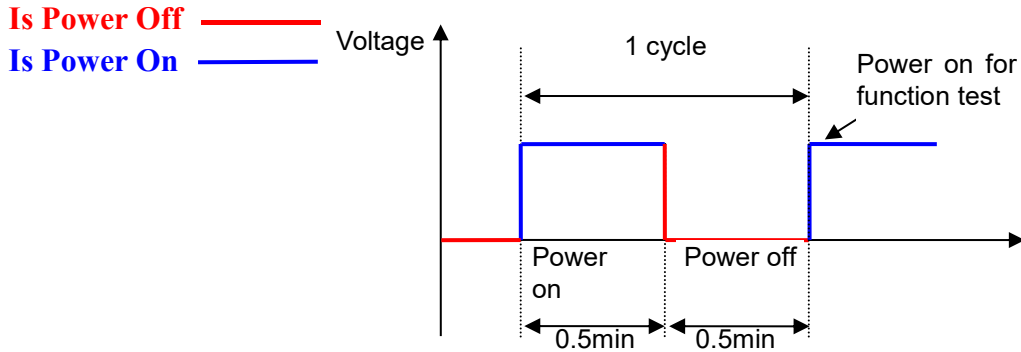 Is Power Off
Is Power On
Voltage
1 cycle
Power on for
function test
Power
on
Power off
0.5min
0.5min